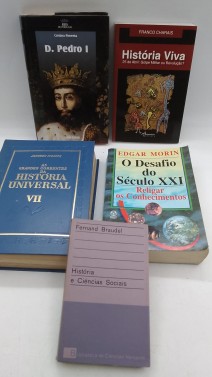 D. Pedro I
FRANCO CHARAIS
História Viva
HISTÓRIA
UNIVERSAL
VII
EDGAR MORIN
O Desafio
do
Século XXI
Religar
os Conhecimentos
Fernand Braudel
História
e Ciências Sociais